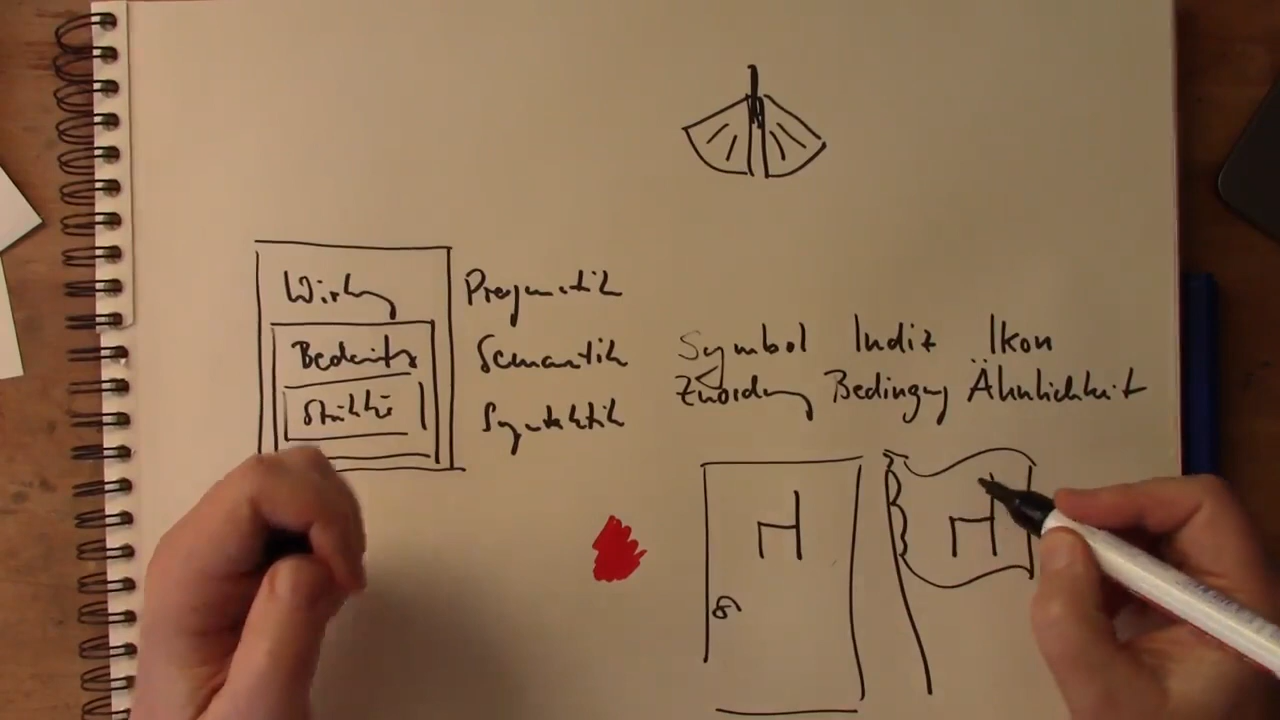 Wirkung Pragmatik
Bedeutung Semantik
Struktur Syntaktik
Symbol Indiz Ikon
Zuordnung Bedingung Ähnlichkeit